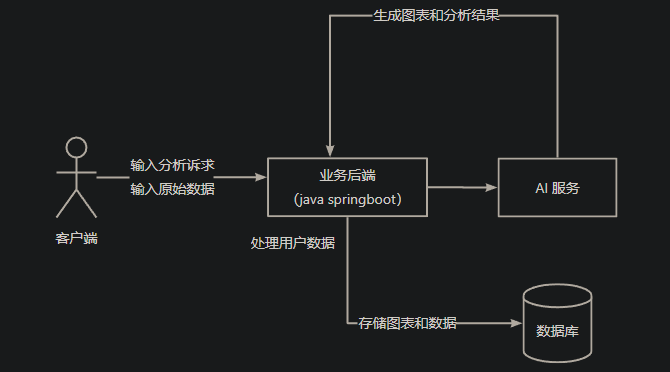 生成图表和分析结果
输入分析诉求
输入原始数据
业务后端
（java springboot）
AI 服务
客户端
处理用户数据
存储图表和数据
数据库